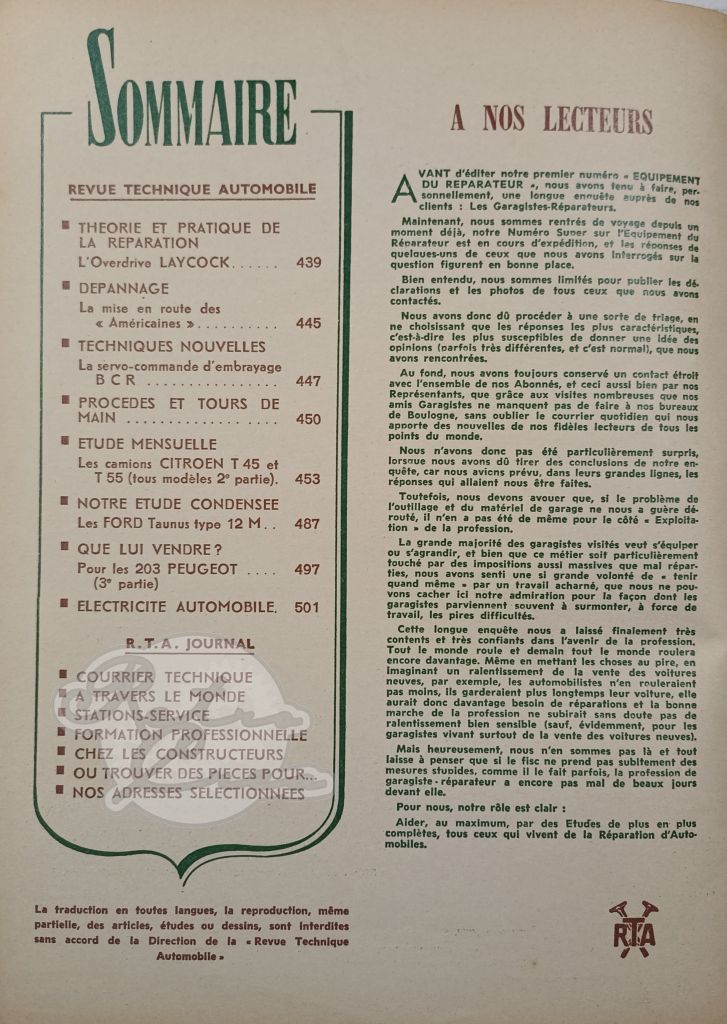 SOMMAIRE
REVUE TECHNIQUE AUTOMOBILE
THEORIE ET PRATIQUE DE
LA REPARATION
L'Overdrive LAYCOCK...... 439
DEPANNAGE
La mise en route des
« Américaines ».......... 445
TECHNIQUES NOUVELLES
La servo-commande d'embrayage
B C R ................ 447
PROCEDES ET TOURS DE
MAIN ............... 450
ETUDE MENSUELLE
Les camions CITROEN T 45 et
T 55 (tous modèles 2e partie). 453
NOTRE ETUDE CONDENSEE
Les FORD Taunus type 12 M.. 487
QUE LUI VENDRE?
Pour les 203 PEUGEOT .... 497
(3e partie)
ELECTRICITE AUTOMOBILE. 501
R.T.A. JOURNAL
COURRIER TECHNIQUE
A TRAVERS LE MONDE
STATIONS-SERVICE
FORMATION PROFESSIONNELLE
CHEZ LES CONSTRUCTEURS
OU TROUVER DES PIECES POUR...
NOS ADRESSES SELECTIONNEES
La traduction en toutes langues, la reproduction, même
partielle, des articles, études ou dessins, sont interdites
sans accord de la Direction de la « Revue Technique
Automobile »
A NOS LECTEURS
AVANT d'éditer notre premier numéro « EQUIPEMENT
DU REPARATEUR », nous avons tenu à faire, per-
sonnellement, une longue enquête auprès de nos
clients : Les Garagistes-Réparateurs.
Maintenant, nous sommes rentrés de voyage depuis un
moment déjà, notre Numéro Super sur l'Equipement du
Réparateur est en cours d'expédition, et les réponses de
quelques-uns de ceux que nous avons interrogés sur la
question figurent en bonne place.
Bien entendu, nous sommes limités pour publier les dé-
clarations et les photos de tous ceux que nous avons
contactés.
Nous avons donc dû procéder à une sorte de triage, en
ne choisissant que les réponses les plus caractéristiques,
c'est-à-dire les plus susceptibles de donner une idée des
opinions (parfois très différentes, et c'est normal), que nous
avons rencontrées.
Au fond, nous avons toujours conservé un contact étroit
avec l'ensemble de nos Abonnés, et ceci aussi bien par nos
Représentants, que grâce aux visites nombreuses que nos
amis Garagistes ne manquent pas de faire à nos bureaux
de Boulogne, sans oublier le courrier quotidien qui nous
apporte des nouvelles de nos fidèles lecteurs de tous les
points du monde.
Nous n'avons donc pas été particulièrement surpris,
lorsque nous avons dû tirer des conclusions de notre en-
quête, car nous avions prévu, dans leurs grandes lignes, les
réponses qui allaient nous être faites.
Toutefois, nous devons avouer que, si le problème de
l'outillage et du matériel de garage ne nous a guère dé-
routé, il n'en a pas été de même pour le côté « Exploita-
tion » de la profession.
La grande majorité des garagistes visités veut s'équiper
ou s'agrandir, et bien que ce métier soit particulièrement
touché par des impositions aussi massives que mal répar-
ties, nous avons senti une si grande volonté de « tenir
quand même » par un travail acharné, que nous ne pou-
vons cacher ici notre admiration pour la façon dont les
garagistes parviennent souvent à surmonter, à force de
travail, les pires difficultés.
Cette longue enquête nous a laissé finalement très
contents et très confiants dans l'avenir de la profession.
Tout le monde roule et demain tout le monde roulera
encore davantage. Même en mettant les choses au pire, en
imaginant un ralentissement de la vente des voitures
neuves, par exemple, les automobilistes n'en rouleraient
pas moins, ils garderaient plus longtemps leur voiture, elle
aurait donc davantage besoin de réparations et la bonne
marche de la profession ne subirait sans doute pas de
ralentissement bien sensible (sauf, évidemment, pour les
garagistes vivant surtout de la vente des voitures neuves).
Mais heureusement, nous n'en sommes pas là et tout
laisse à penser que si le fisc ne prend pas subitement des
mesures stupides, comme il le fait parfois, la profession de
garagiste-réparateur a encore pas mal de beaux jours
devant elle.
Pour nous, notre rôle est clair :
Aider, au maximum, par des Etudes de plus en plus
complètes, tous ceux qui vivent de la Réparation d'Auto-
mobiles.
RTA